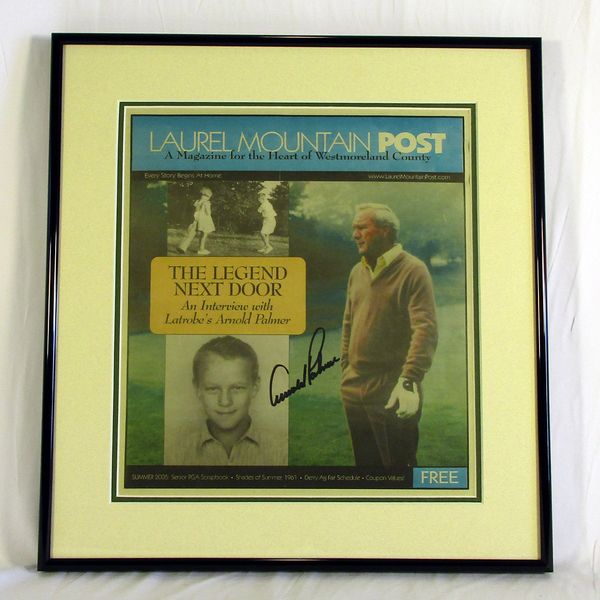 LAUREL MOUNTAIN POST
A Magazine for the Heart of Westmoreland County
Every Story Begins At Home.
www.LaurelMountainPost.com
THE LEGEND
NEXT DOOR
An Interview with
Latrobe's Arnold Palmer
Arnold Palmer
SUMMER 2005: Senior PGA Scrapbook • Shades of Summer, 1961 • Derry Ag Fair Schedule • Coupon Values!
FREE